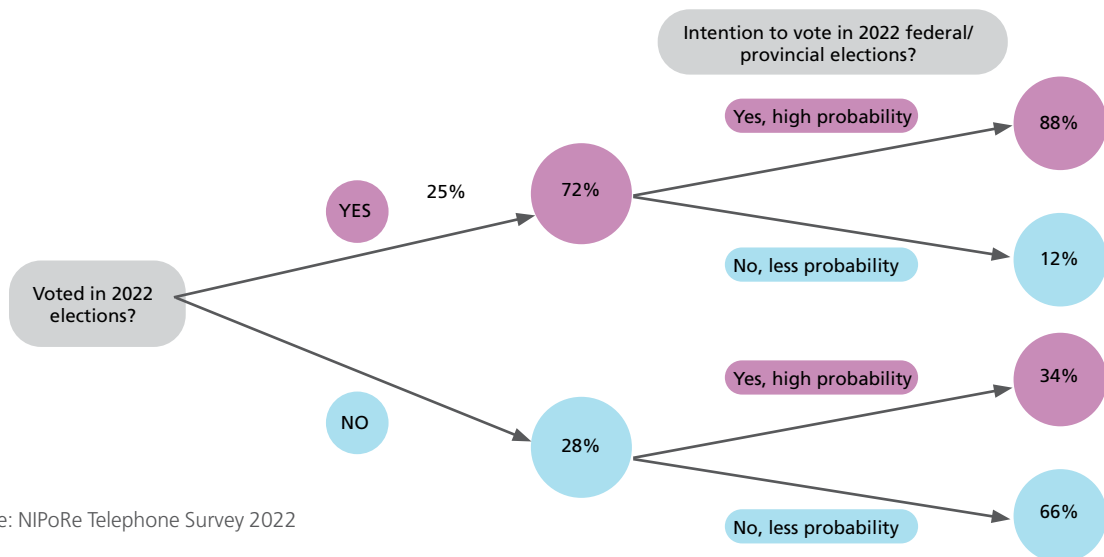 Intention to vote in 2022 federal/
provincial elections?
Yes, high probability
88%
YES
25%
72%
No, less probability
12%
Voted in 2022
elections?
Yes, high probability
34%
NO
28%
No, less probability
66%
e: NIPoRe Telephone Survey 2022